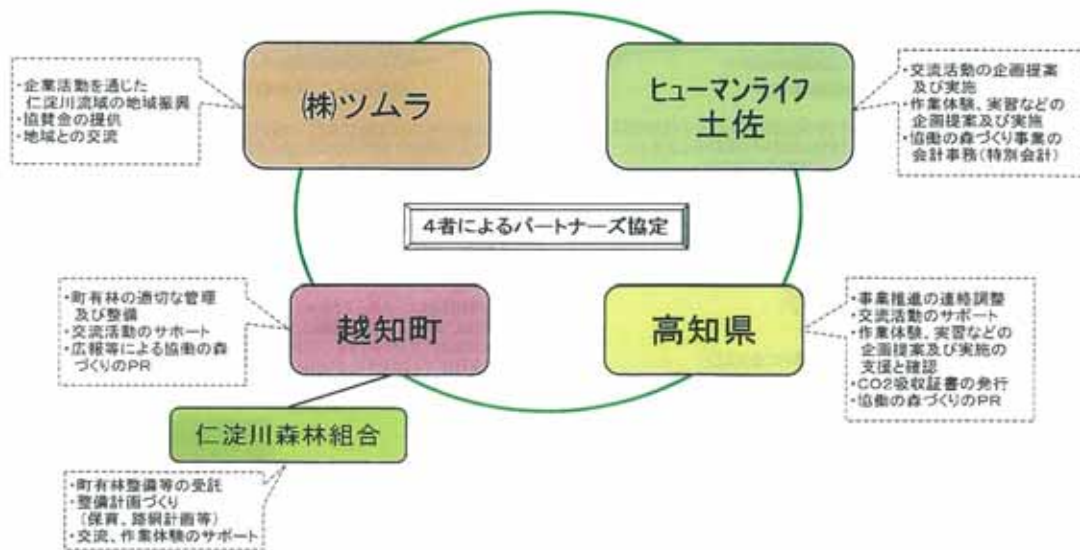 ・企業活動を通じた
仁淀川流域の地域振興
・協賛金の提供
・地域との交流
㈱ツムラ
ヒューマンライフ
土佐
・交流活動の企画提案
及び実施
・作業体験、実習などの
企画提案及び実施
・協働の森づくり事業の
会計事務(特別会計)
4者によるパートナーズ協定
・町有林の適切な管理
及び整備
・交流活動のサポート
・広報等による協働の森
づくりのPR
越知町
高知県
・事業推進の連絡調整
・交流活動のサポート
・作業体験、実習などの
企画提案及び実施の
支援と確認
・CO2吸収証書の発行
・協働の森づくりのPR
仁淀川森林組合
・町有林整備等の受託
・整備計画づくり
(保育、路網計画等)
・交流、作業体験のサポート